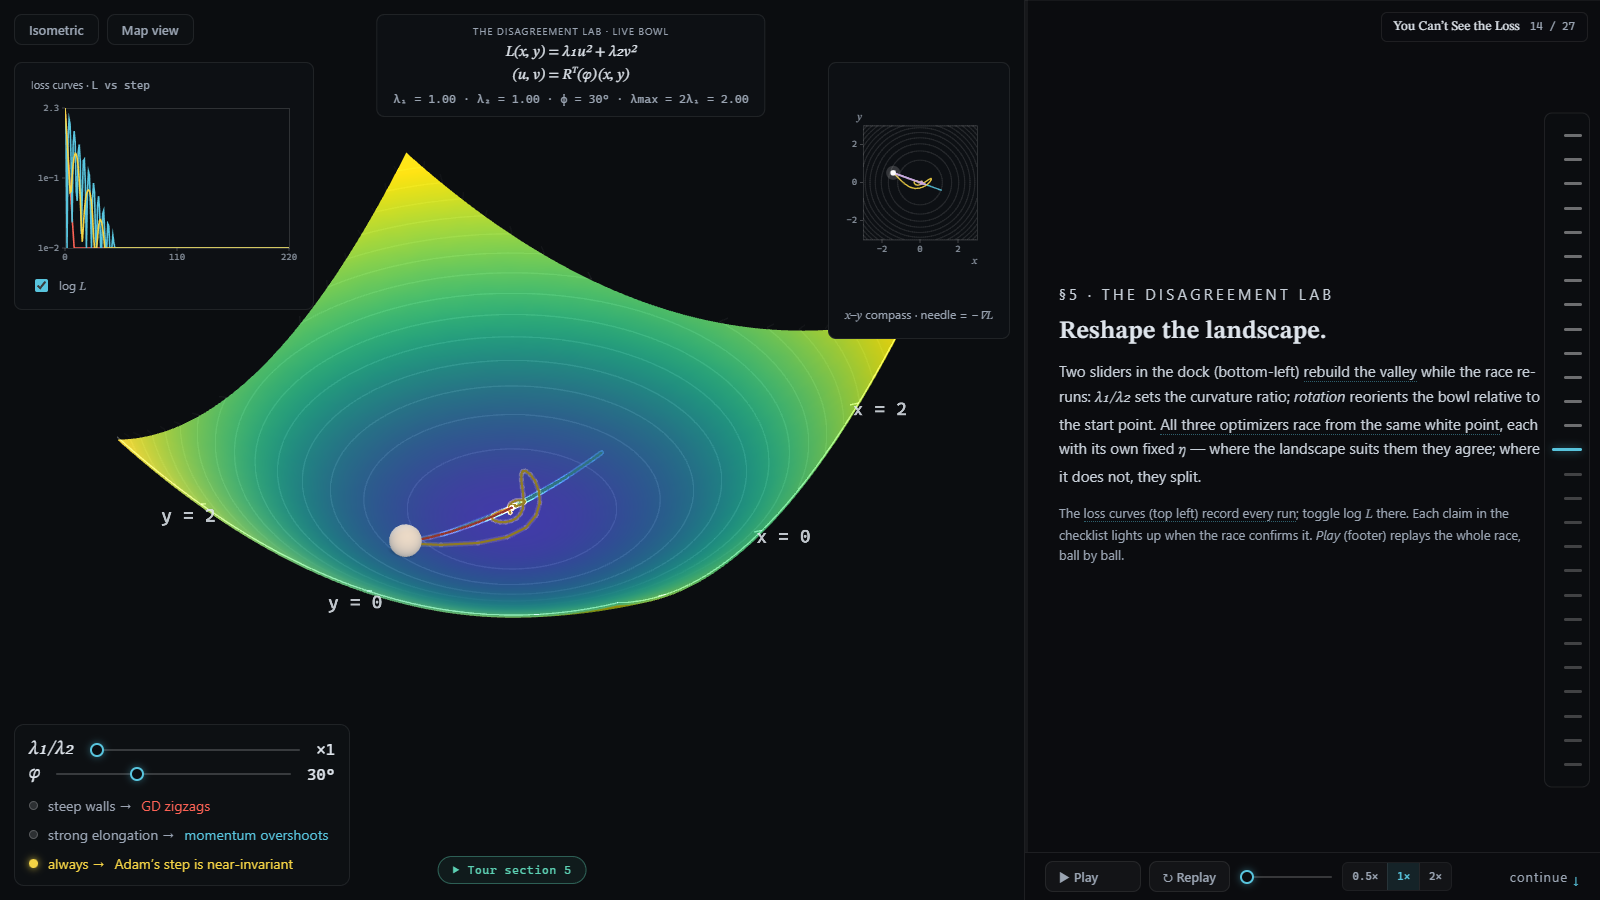 Isometric
Map view
THE DISAGREEMENT LAB · LIVE BOWL
L(x, y) = λ₁u² + λ₂v²
(u, v) = Rᵀ(φ)(x, y)
λ₁ = 1.00 · λ₂ = 1.00 · ϕ = 30° · λmax = 2λ₁ = 2.00
loss curves · L vs step
2.3
1e−1
1e−2
0
110
220
log L
y
2
0
−2
−2
0
2
x
x–y compass · needle = −∇L
x = 2
x = 0
y = 2
y = 0
λ₁/λ₂
×1
φ
30°
steep walls → GD zigzags
strong elongation → momentum overshoots
always → Adam’s step is near-invariant
▶ Tour section 5
You Can’t See the Loss 14 / 27
§5 · THE DISAGREEMENT LAB
Reshape the landscape.
Two sliders in the dock (bottom-left) rebuild the valley while the race re-
runs: λ₁/λ₂ sets the curvature ratio; rotation reorients the bowl relative to
the start point. All three optimizers race from the same white point, each
with its own fixed η — where the landscape suits them they agree; where
it does not, they split.
The loss curves (top left) record every run; toggle log L there. Each claim in the
checklist lights up when the race confirms it. Play (footer) replays the whole race,
ball by ball.
▶ Play
↻ Replay
0.5×
1×
2×
continue ↓